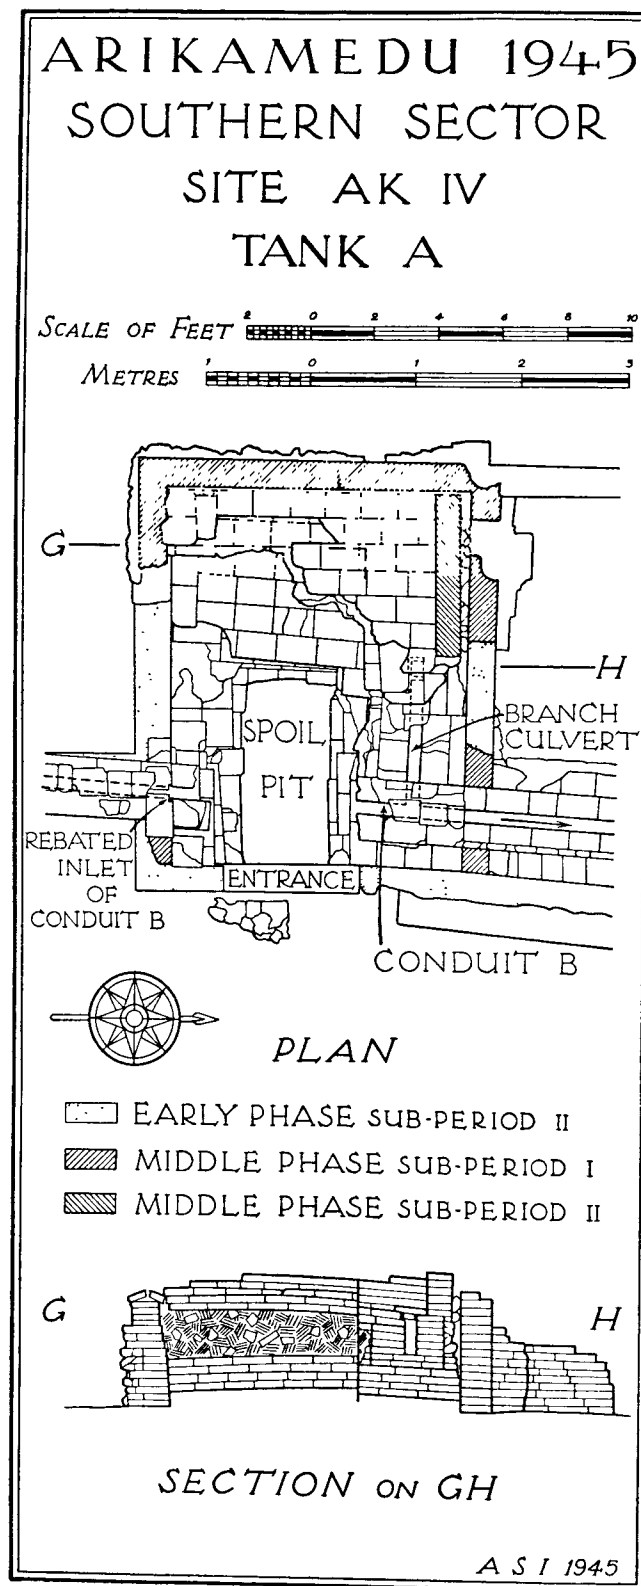 ARIKAMEDU 1945
SOUTHERN SECTOR
SITE AK IV
TANK A
SCALE OF FEET 2 0 2 4 6 8 10
METRES 1 0 1 2 3
G
H
SPOIL
PIT
BRANCH
CULVERT
REBATED
INLET
OF
CONDUIT B
ENTRANCE
CONDUIT B
PLAN
EARLY PHASE SUB-PERIOD II
MIDDLE PHASE SUB-PERIOD I
MIDDLE PHASE SUB-PERIOD II
G
H
SECTION ON GH
A S I 1945